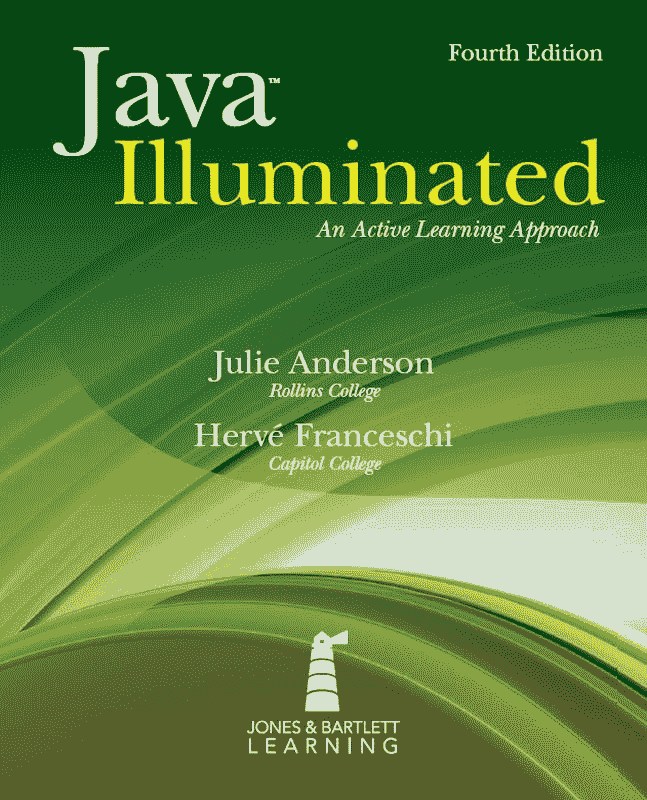 Fourth Edition
Java™
Illuminated
An Active Learning Approach
Julie Anderson
Rollins College
Hervé Franceschi
Capitol College
JONES & BARTLETT
LEARNING